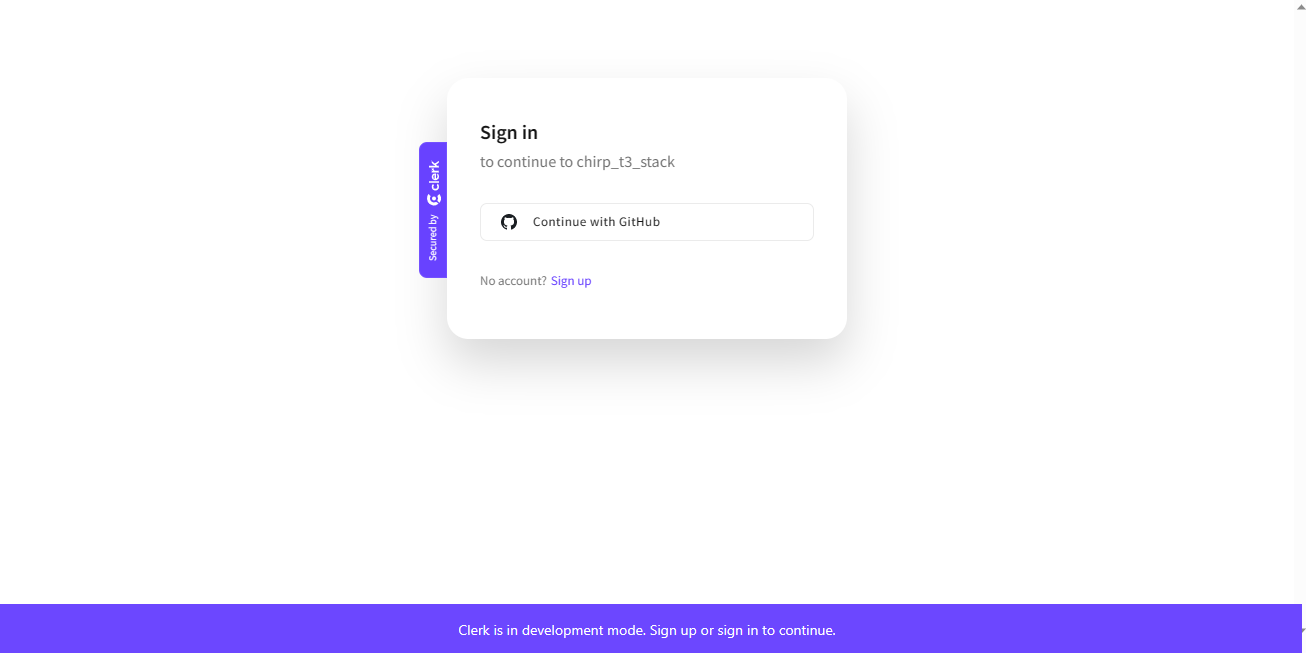 Sign in
to continue to chirp_t3_stack
Secured by clerk
Continue with GitHub
No account? Sign up
Clerk is in development mode. Sign up or sign in to continue.